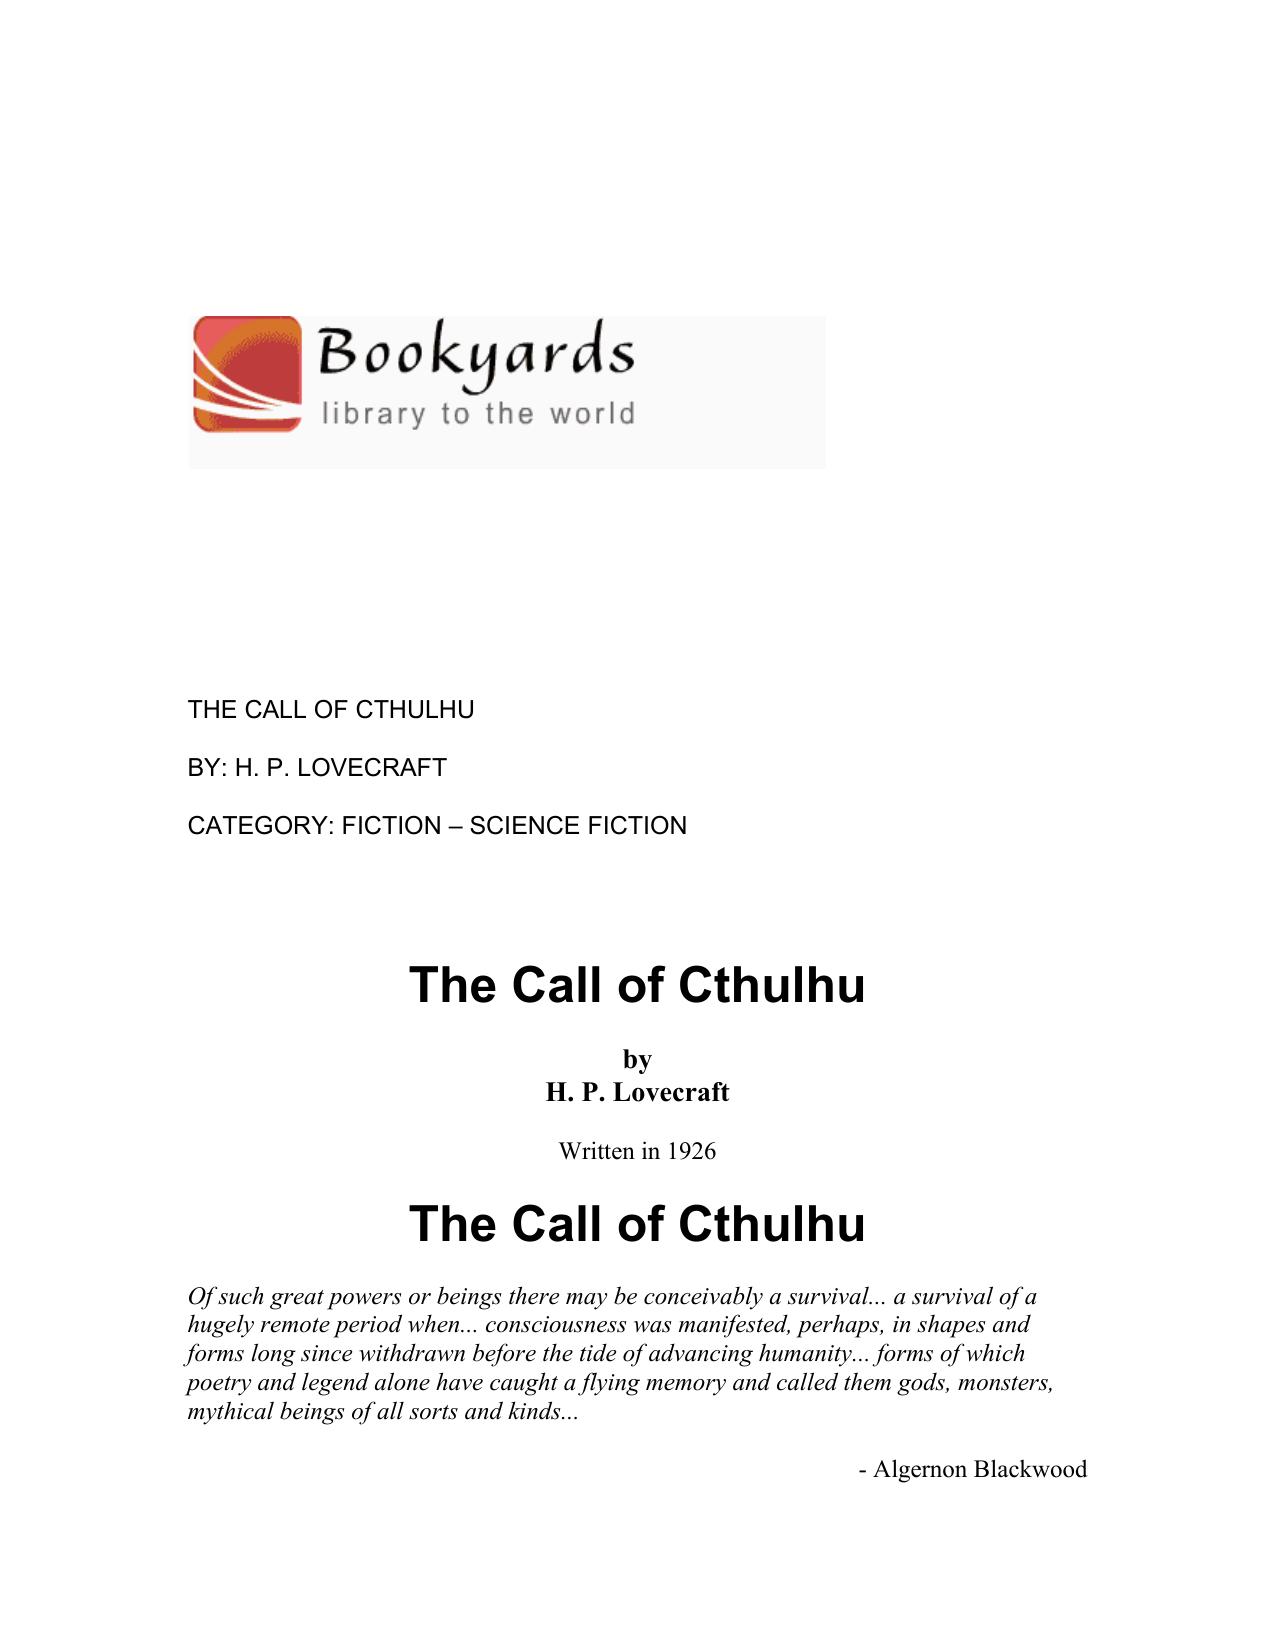 Bookyards
library to the world
THE CALL OF CTHULHU
BY: H. P. LOVECRAFT
CATEGORY: FICTION – SCIENCE FICTION
The Call of Cthulhu
by
H. P. Lovecraft
Written in 1926
The Call of Cthulhu
Of such great powers or beings there may be conceivably a survival... a survival of a
hugely remote period when... consciousness was manifested, perhaps, in shapes and
forms long since withdrawn before the tide of advancing humanity... forms of which
poetry and legend alone have caught a flying memory and called them gods, monsters,
mythical beings of all sorts and kinds...
- Algernon Blackwood